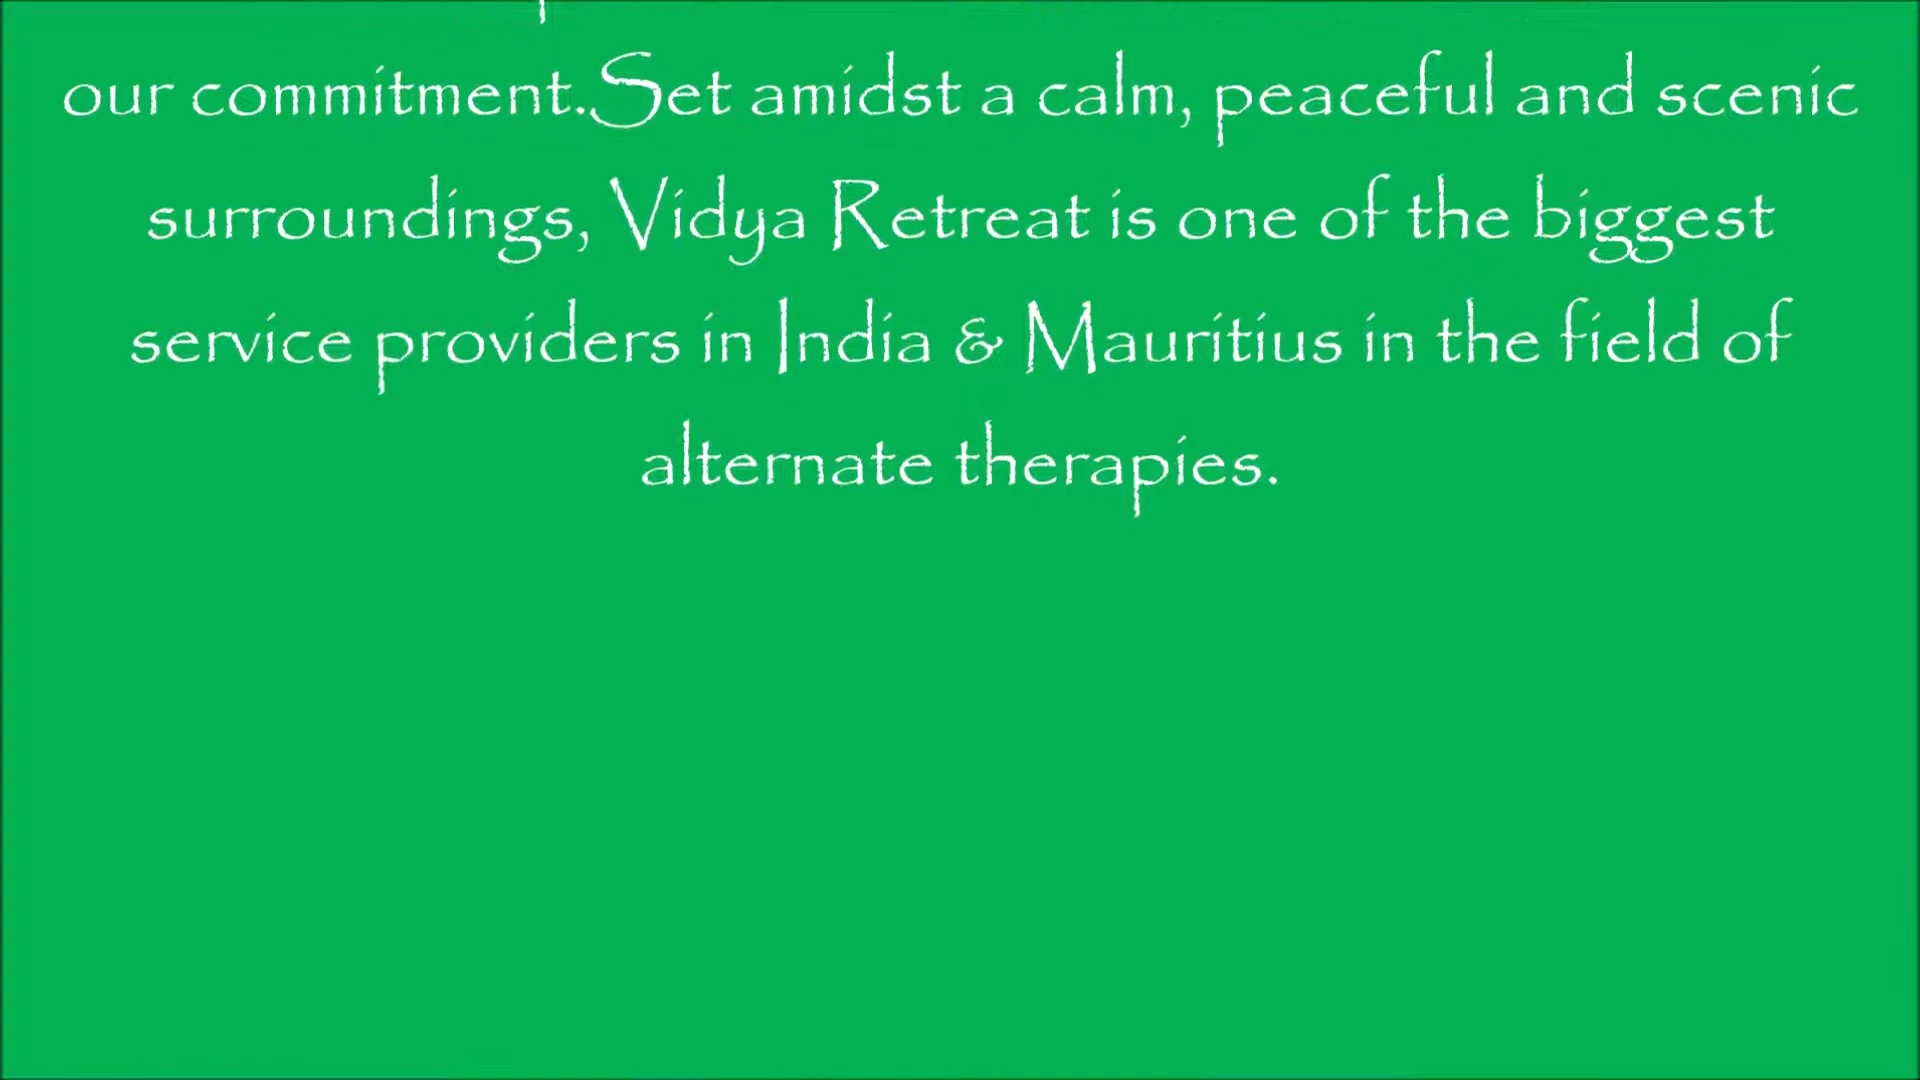 our commitment.Set amidst a calm, peaceful and scenic
surroundings, Vidya Retreat is one of the biggest
service providers in India & Mauritius in the field of
alternate therapies.